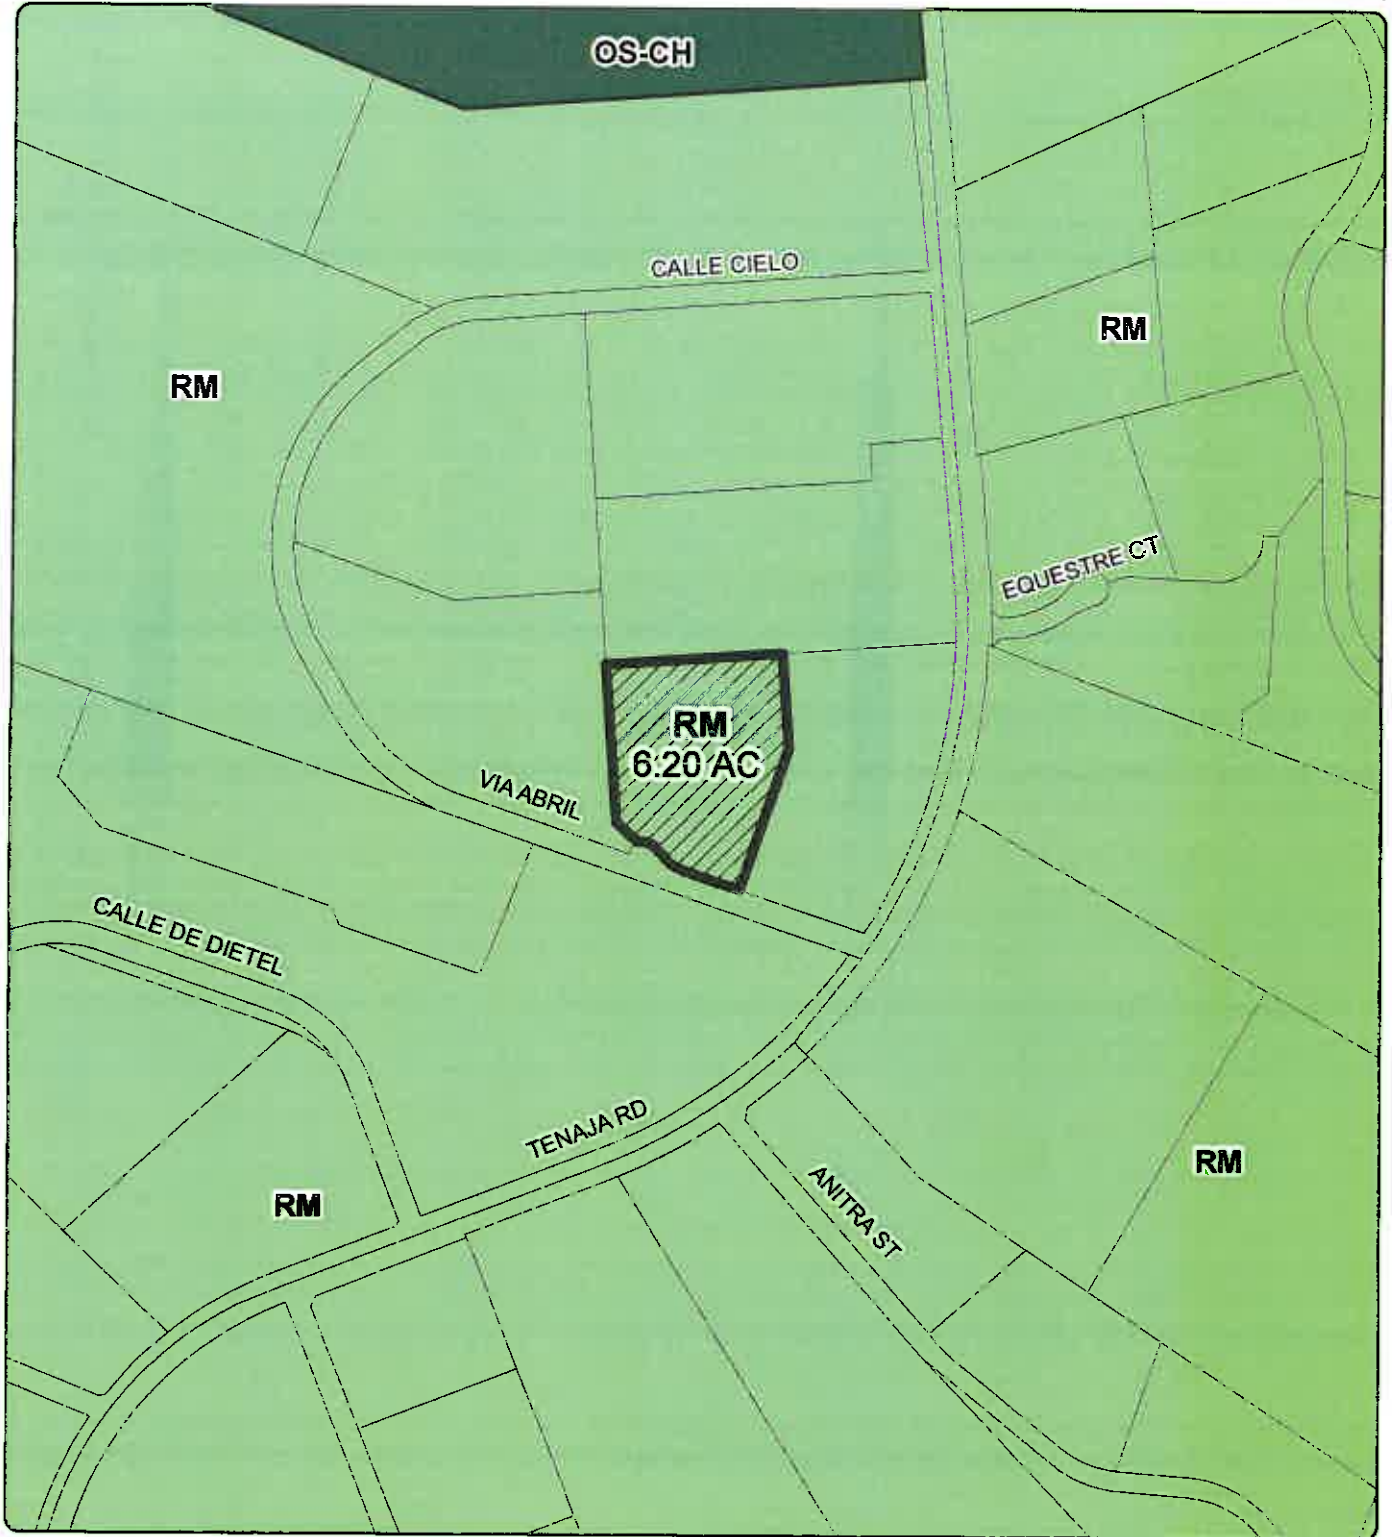 OS-CH
CALLE CIELO
RM
RM
EQUESTRE CT
RM
6.20 AC
VIA ABRIL
CALLE DE DIETEL
TENAJA RD
RM
ANITRA ST
RM